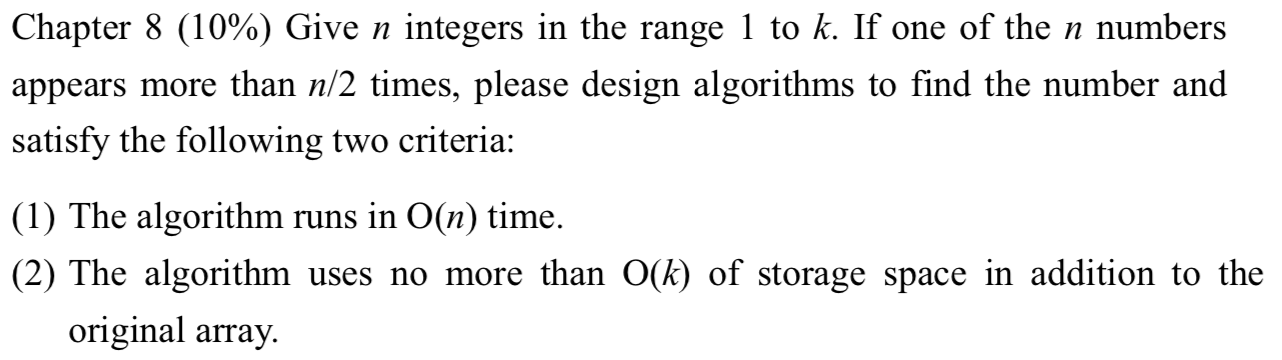 Chapter 8 (10%) Give n integers in the range 1 to k. If one of the n numbers
appears more than n/2 times, please design algorithms to find the number and
satisfy the following two criteria:
(1) The algorithm runs in O(n) time.
(2) The algorithm uses no more than O(k) of storage space in addition to the
original array.